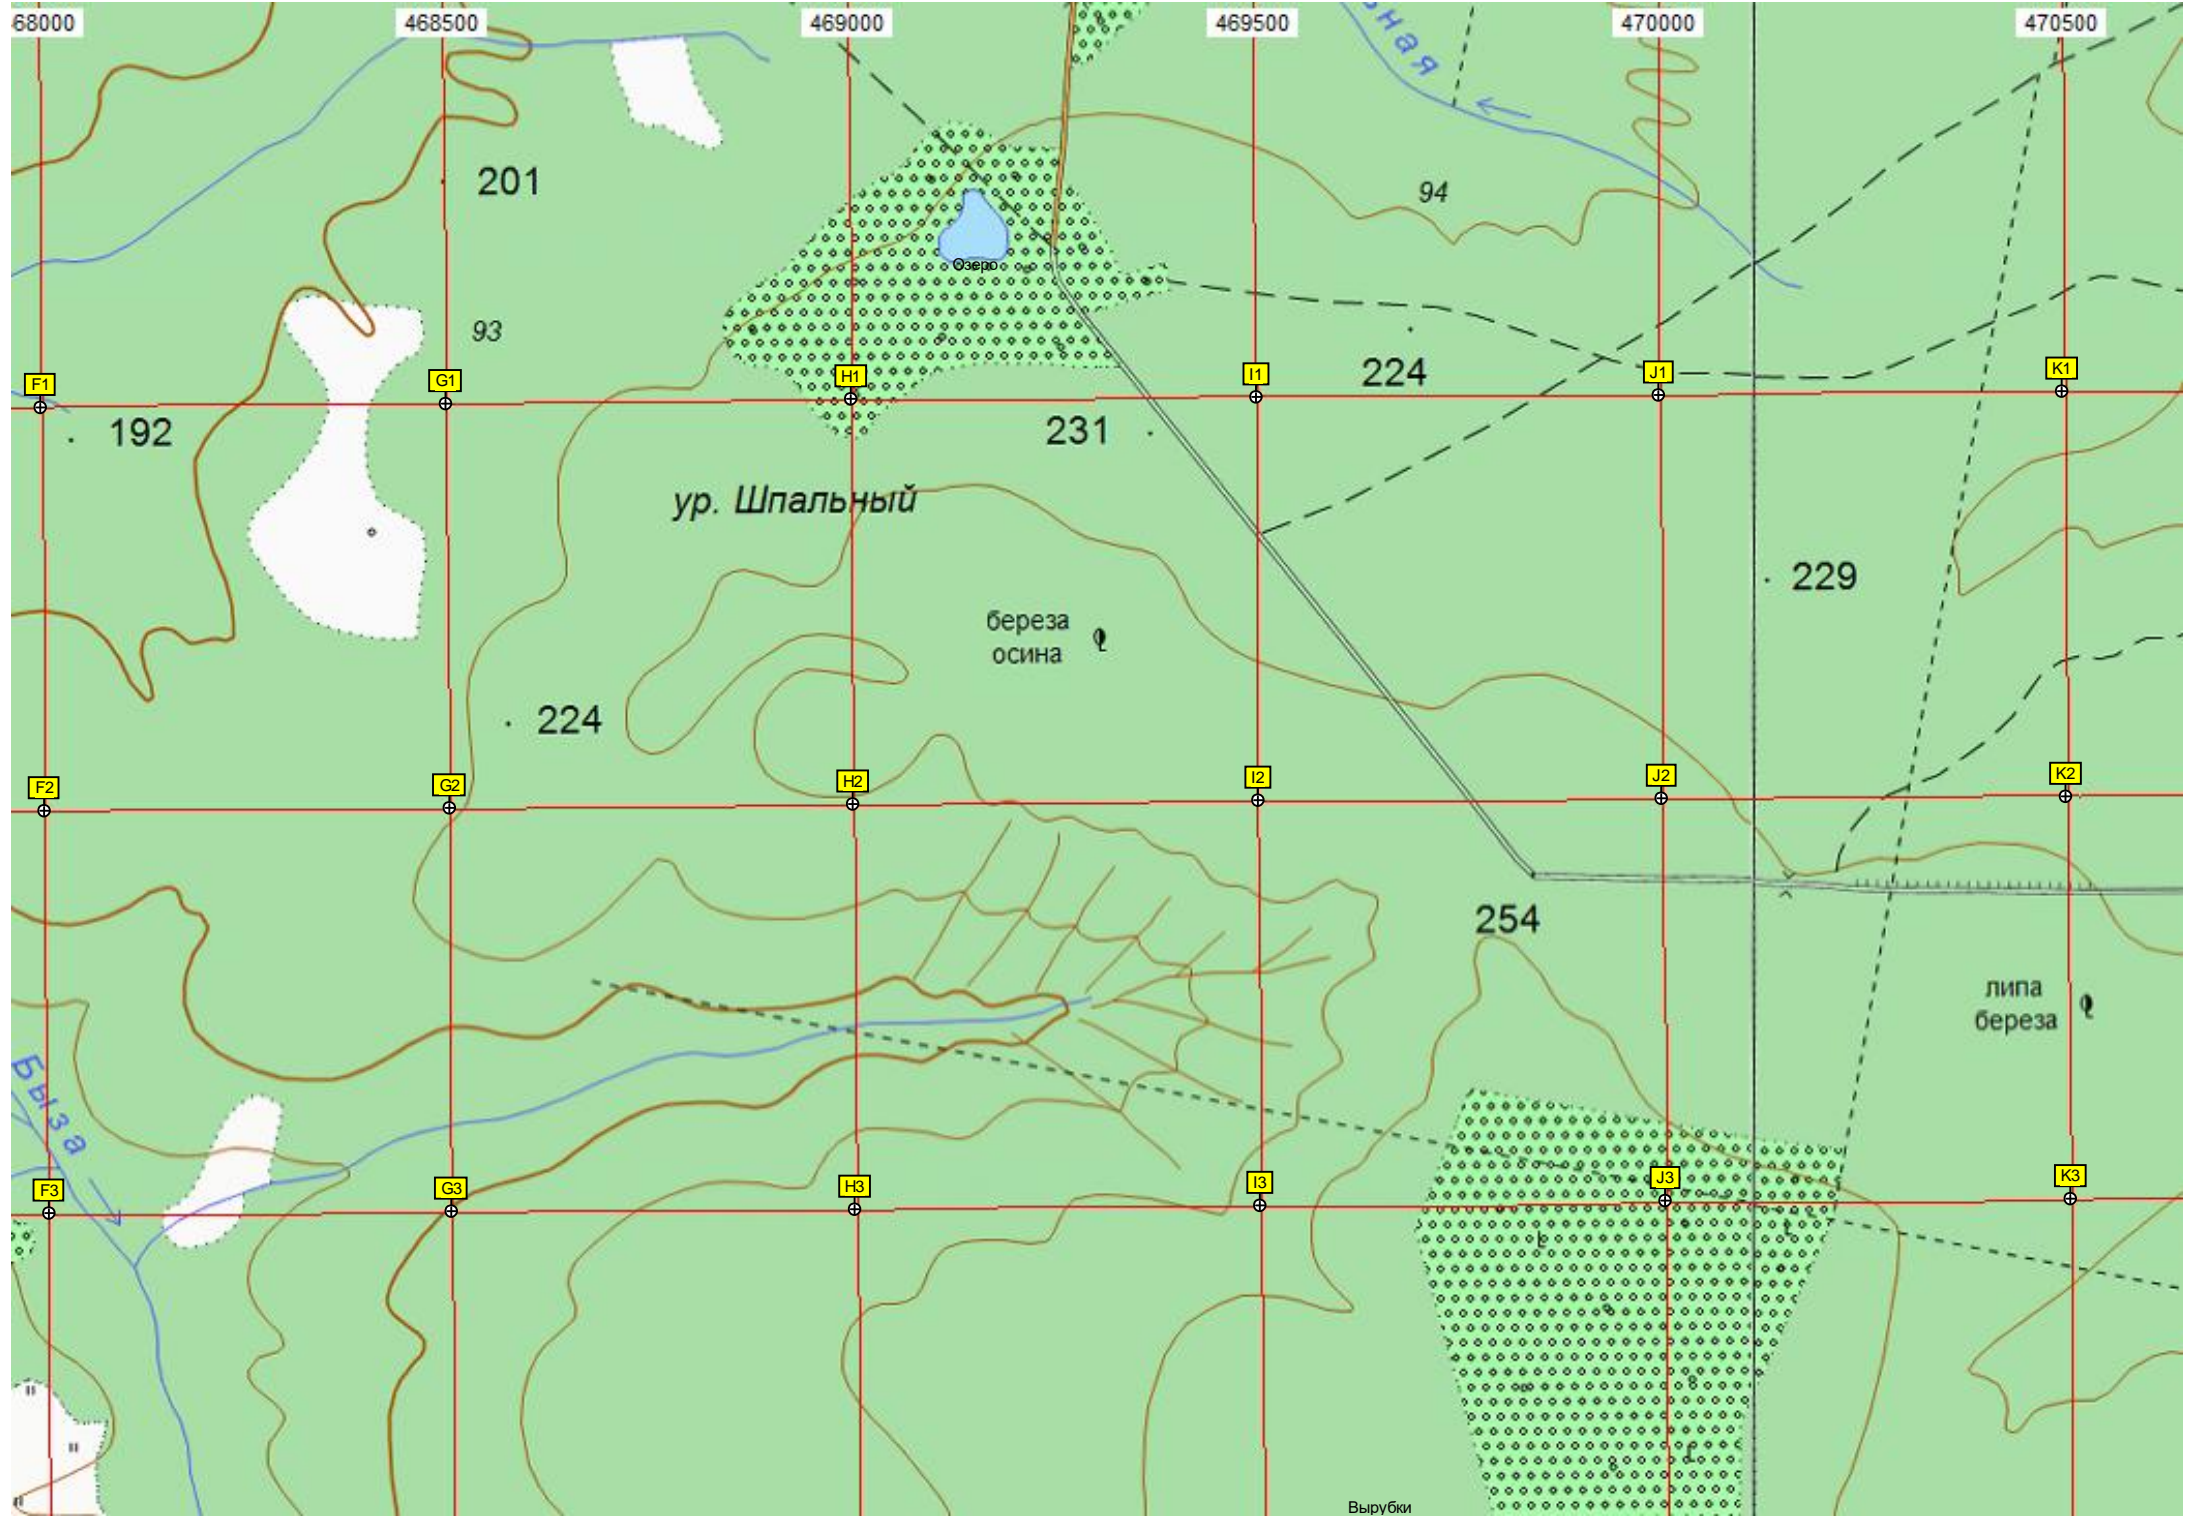 68000 468500 469000 469500 470000 470500
ьная
201
94
Озеро
93
F1 G1 H1 I1 J1 K1
224
192
231
ур. Шпальный
229
береза
осина
224
F2 G2 H2 I2 J2 K2
254
липа
береза
Быза
F3 G3 H3 I3 J3 K3
Вырубки